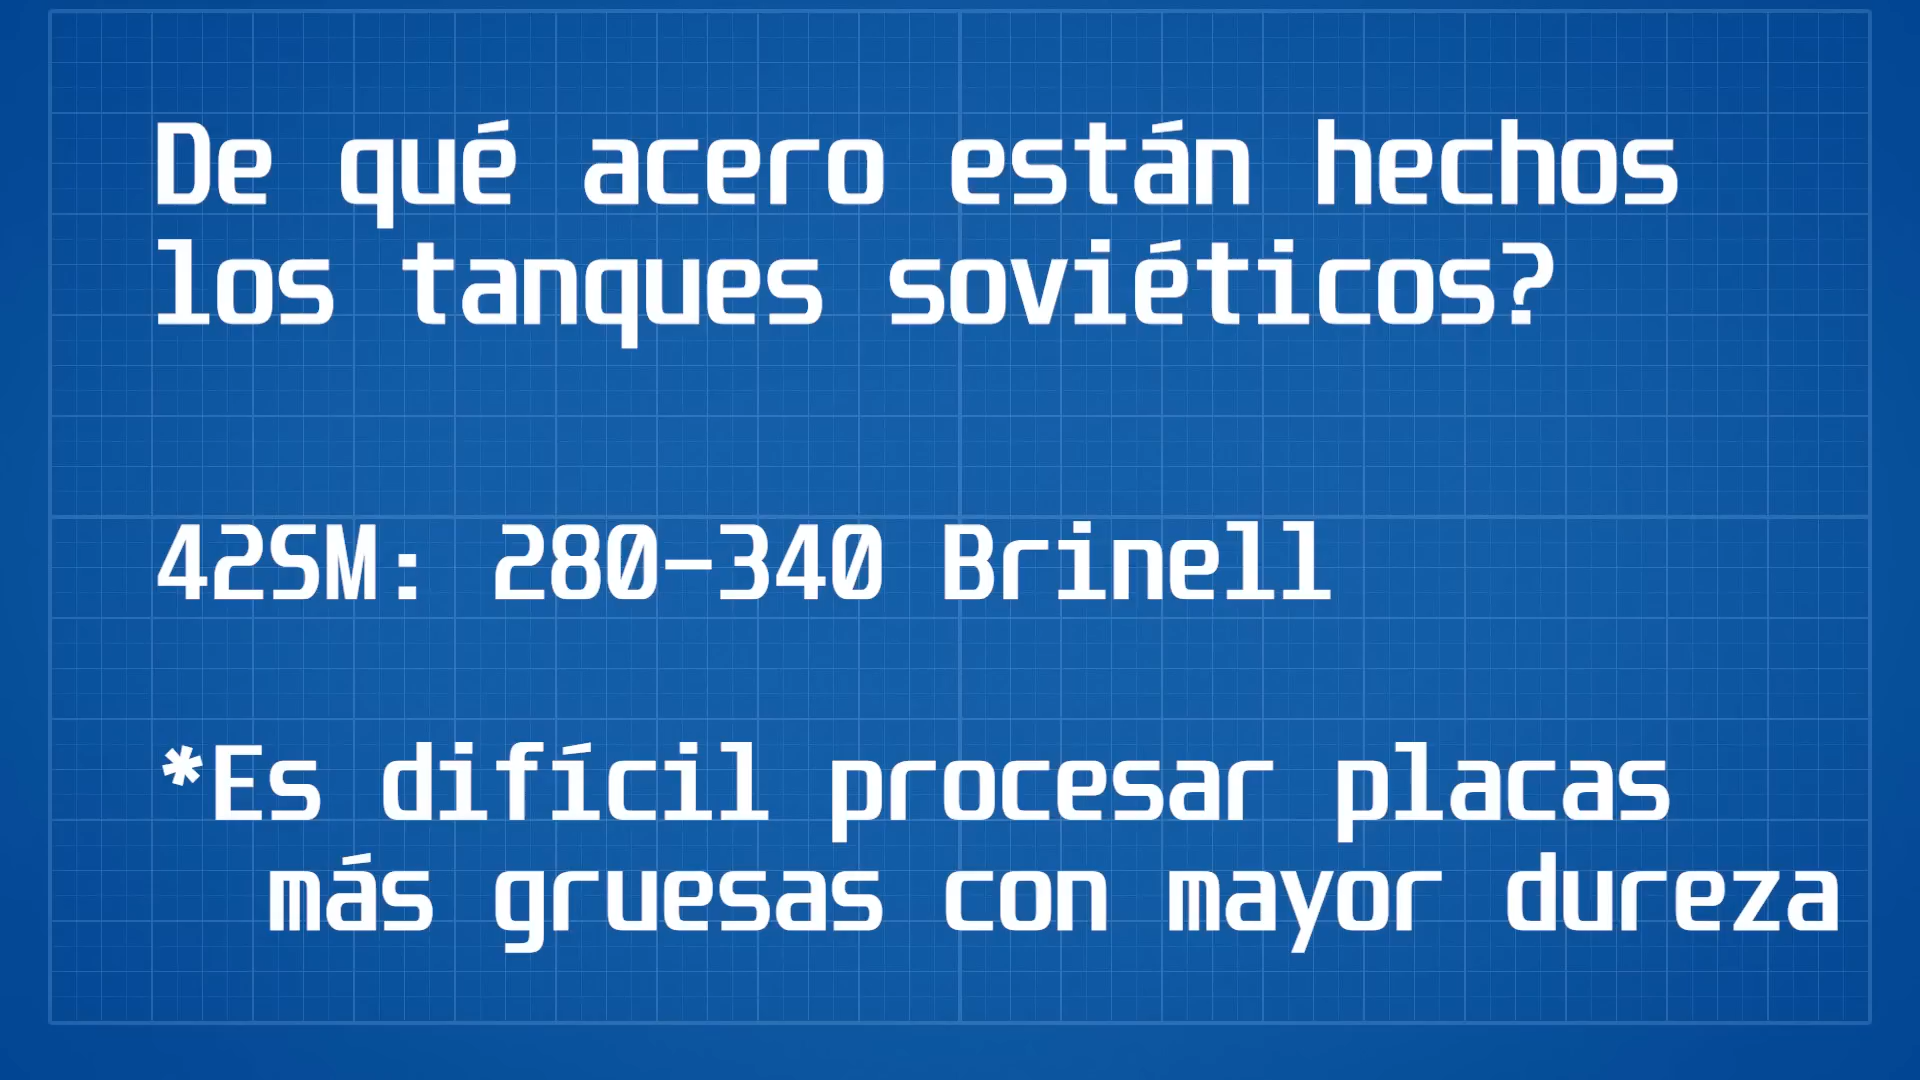 De qué acero están hechos
los tanques soviéticos?
42SM: 280-340 Brinell
*Es difícil procesar placas
más gruesas con mayor dureza